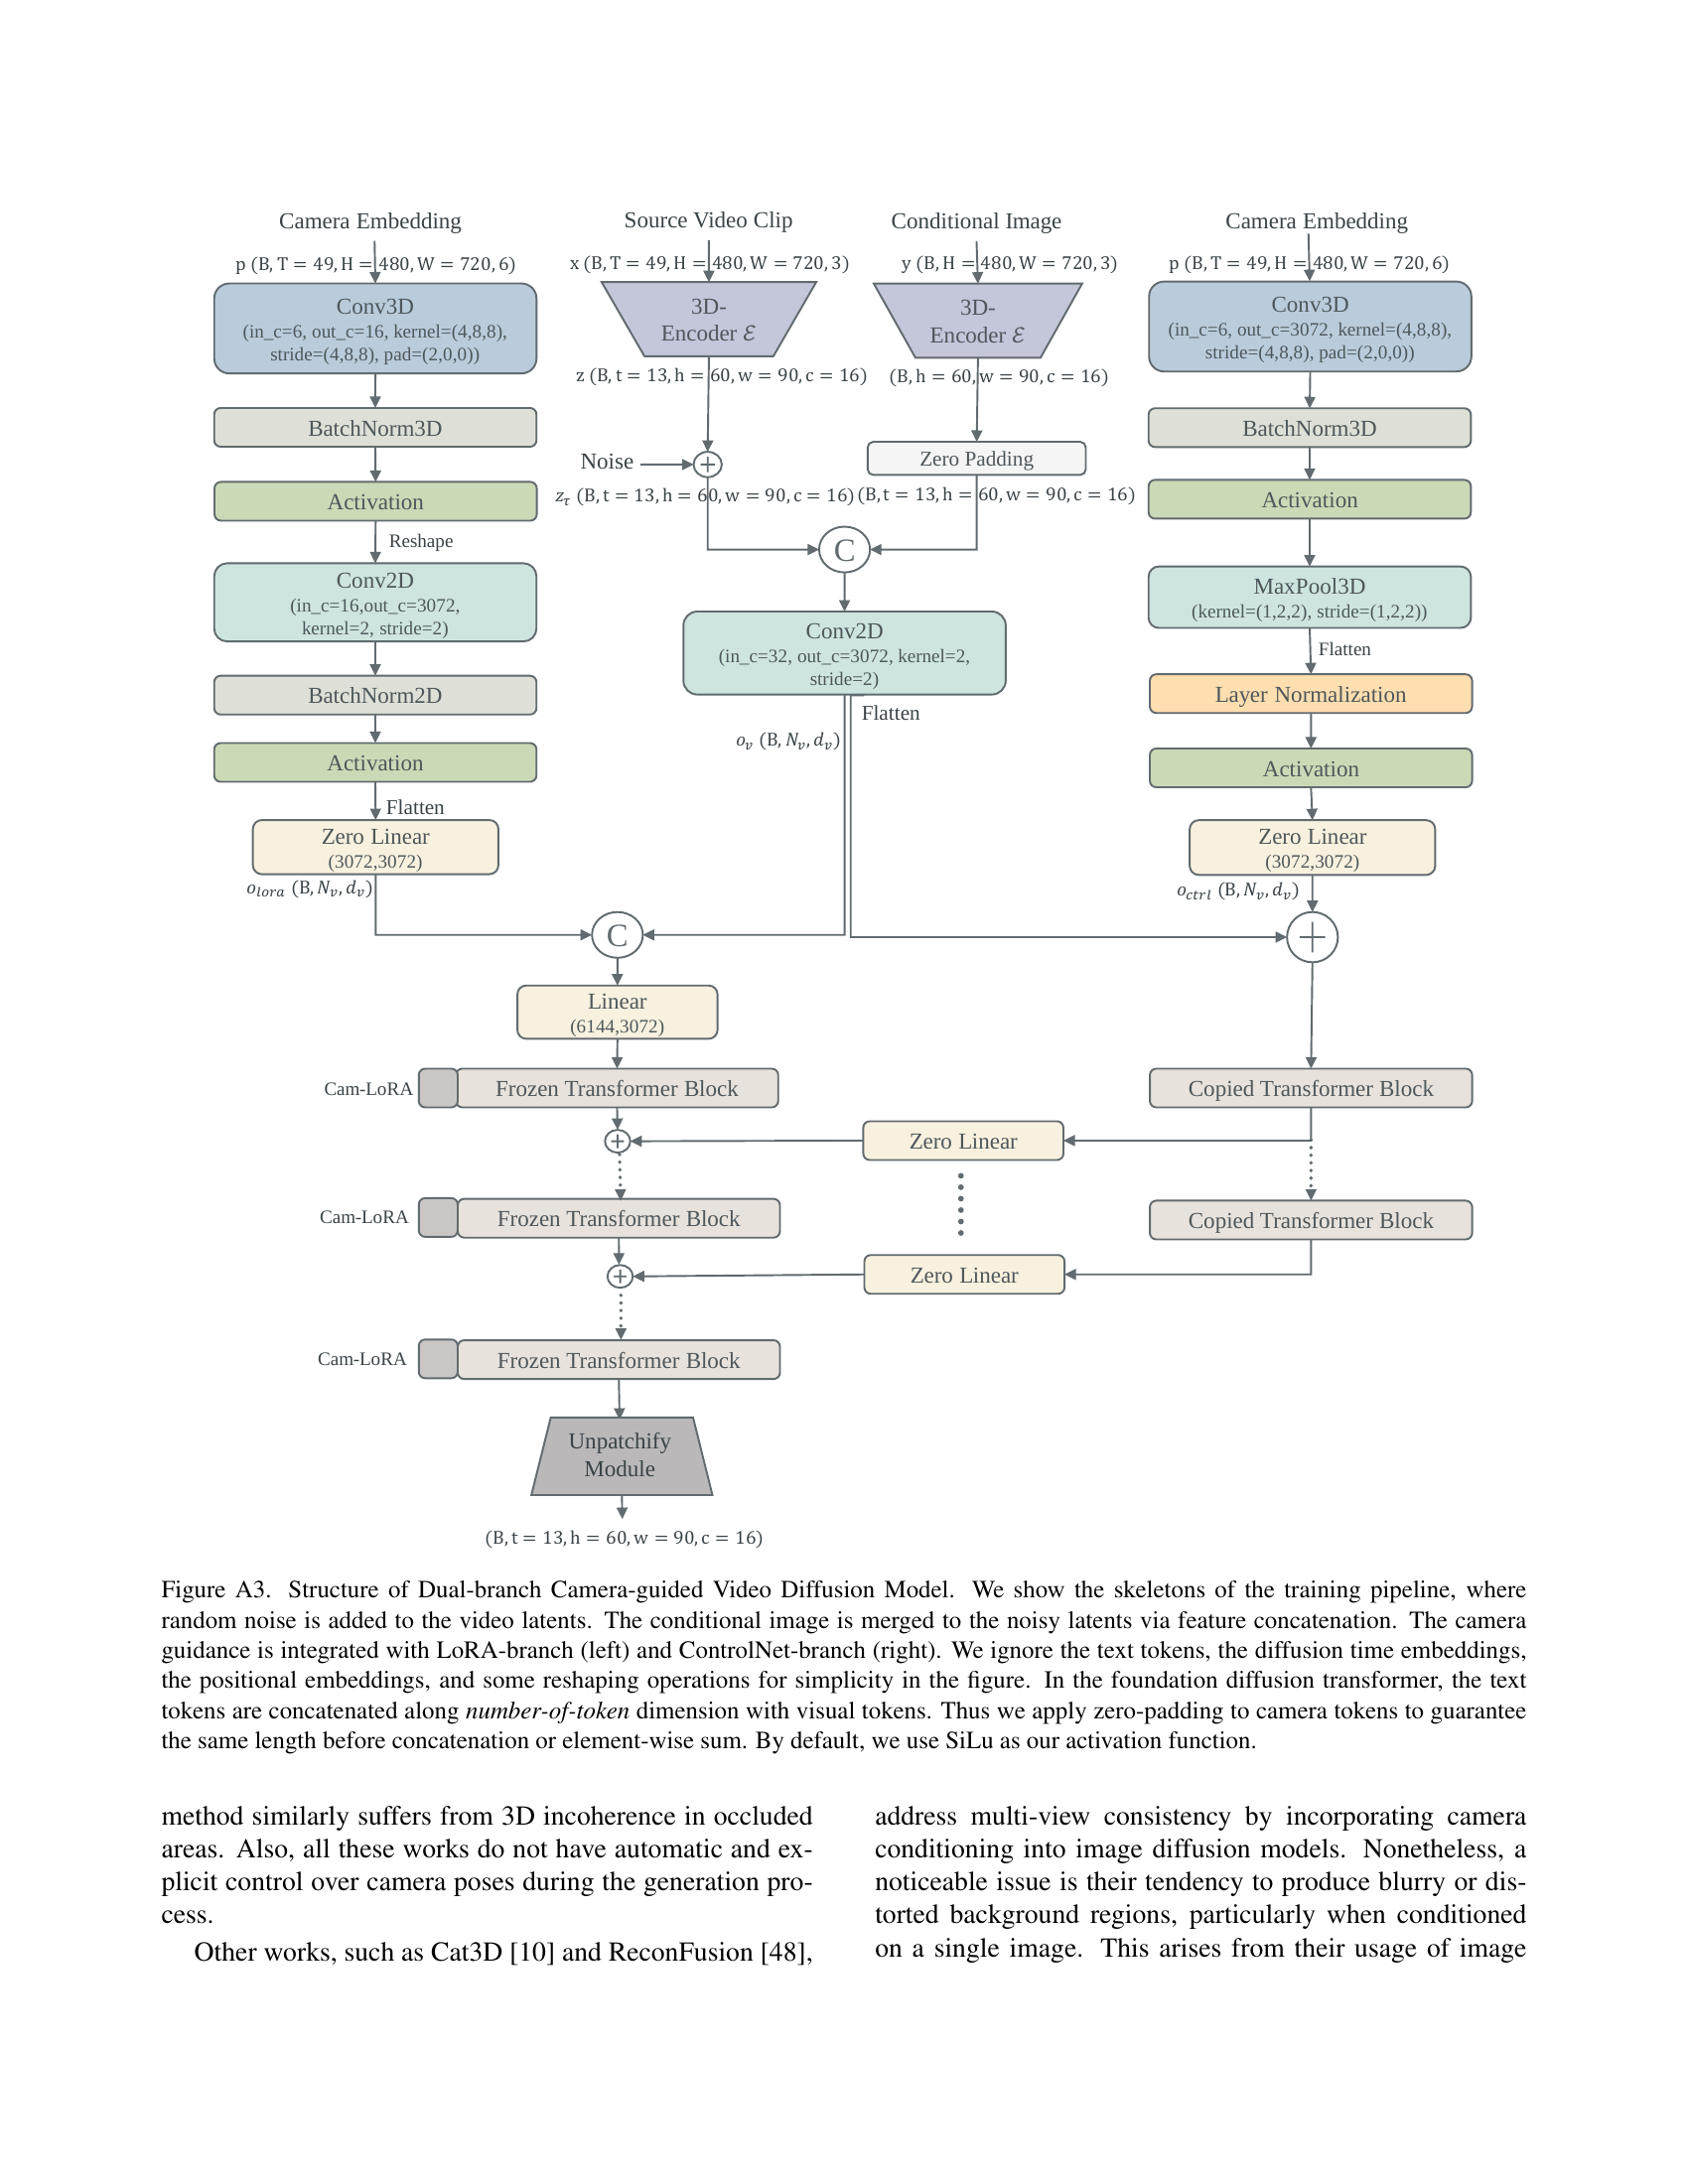 Camera Embedding
p (B, T = 49, H = 480, W = 720, 6)
Conv3D
(in_c=6, out_c=16, kernel=(4,8,8),
stride=(4,8,8), pad=(2,0,0))
BatchNorm3D
Activation
Reshape
Conv2D
(in_c=16,out_c=3072,
kernel=2, stride=2)
BatchNorm2D
Activation
Flatten
Zero Linear
(3072,3072)
o_{lora} (B, N_v, d_v)
Source Video Clip
x (B, T = 49, H = 480, W = 720, 3)
3D-
Encoder ℰ
z (B, t = 13, h = 60, w = 90, c = 16)
Noise
+
z_τ (B, t = 13, h = 60, w = 90, c = 16)
Conditional Image
y (B, H = 480, W = 720, 3)
3D-
Encoder ℰ
(B, h = 60, w = 90, c = 16)
Zero Padding
(B, t = 13, h = 60, w = 90, c = 16)
C
Conv2D
(in_c=32, out_c=3072, kernel=2,
stride=2)
Flatten
o_v (B, N_v, d_v)
Camera Embedding
p (B, T = 49, H = 480, W = 720, 6)
Conv3D
(in_c=6, out_c=3072, kernel=(4,8,8),
stride=(4,8,8), pad=(2,0,0))
BatchNorm3D
Activation
MaxPool3D
(kernel=(1,2,2), stride=(1,2,2))
Flatten
Layer Normalization
Activation
Zero Linear
(3072,3072)
o_{ctrl} (B, N_v, d_v)
C
+
Linear
(6144,3072)
Cam-LoRA
Frozen Transformer Block
Copied Transformer Block
+
Zero Linear
Cam-LoRA
Frozen Transformer Block
Copied Transformer Block
+
Zero Linear
Cam-LoRA
Frozen Transformer Block
Unpatchify
Module
(B, t = 13, h = 60, w = 90, c = 16)
Figure A3. Structure of Dual-branch Camera-guided Video Diffusion Model. We show the skeletons of the training pipeline, where
random noise is added to the video latents. The conditional image is merged to the noisy latents via feature concatenation. The camera
guidance is integrated with LoRA-branch (left) and ControlNet-branch (right). We ignore the text tokens, the diffusion time embeddings,
the positional embeddings, and some reshaping operations for simplicity in the figure. In the foundation diffusion transformer, the text
tokens are concatenated along number-of-token dimension with visual tokens. Thus we apply zero-padding to camera tokens to guarantee
the same length before concatenation or element-wise sum. By default, we use SiLu as our activation function.
method similarly suffers from 3D incoherence in occluded
areas. Also, all these works do not have automatic and ex-
plicit control over camera poses during the generation pro-
cess.
Other works, such as Cat3D [10] and ReconFusion [48],
address multi-view consistency by incorporating camera
conditioning into image diffusion models. Nonetheless, a
noticeable issue is their tendency to produce blurry or dis-
torted background regions, particularly when conditioned
on a single image. This arises from their usage of image